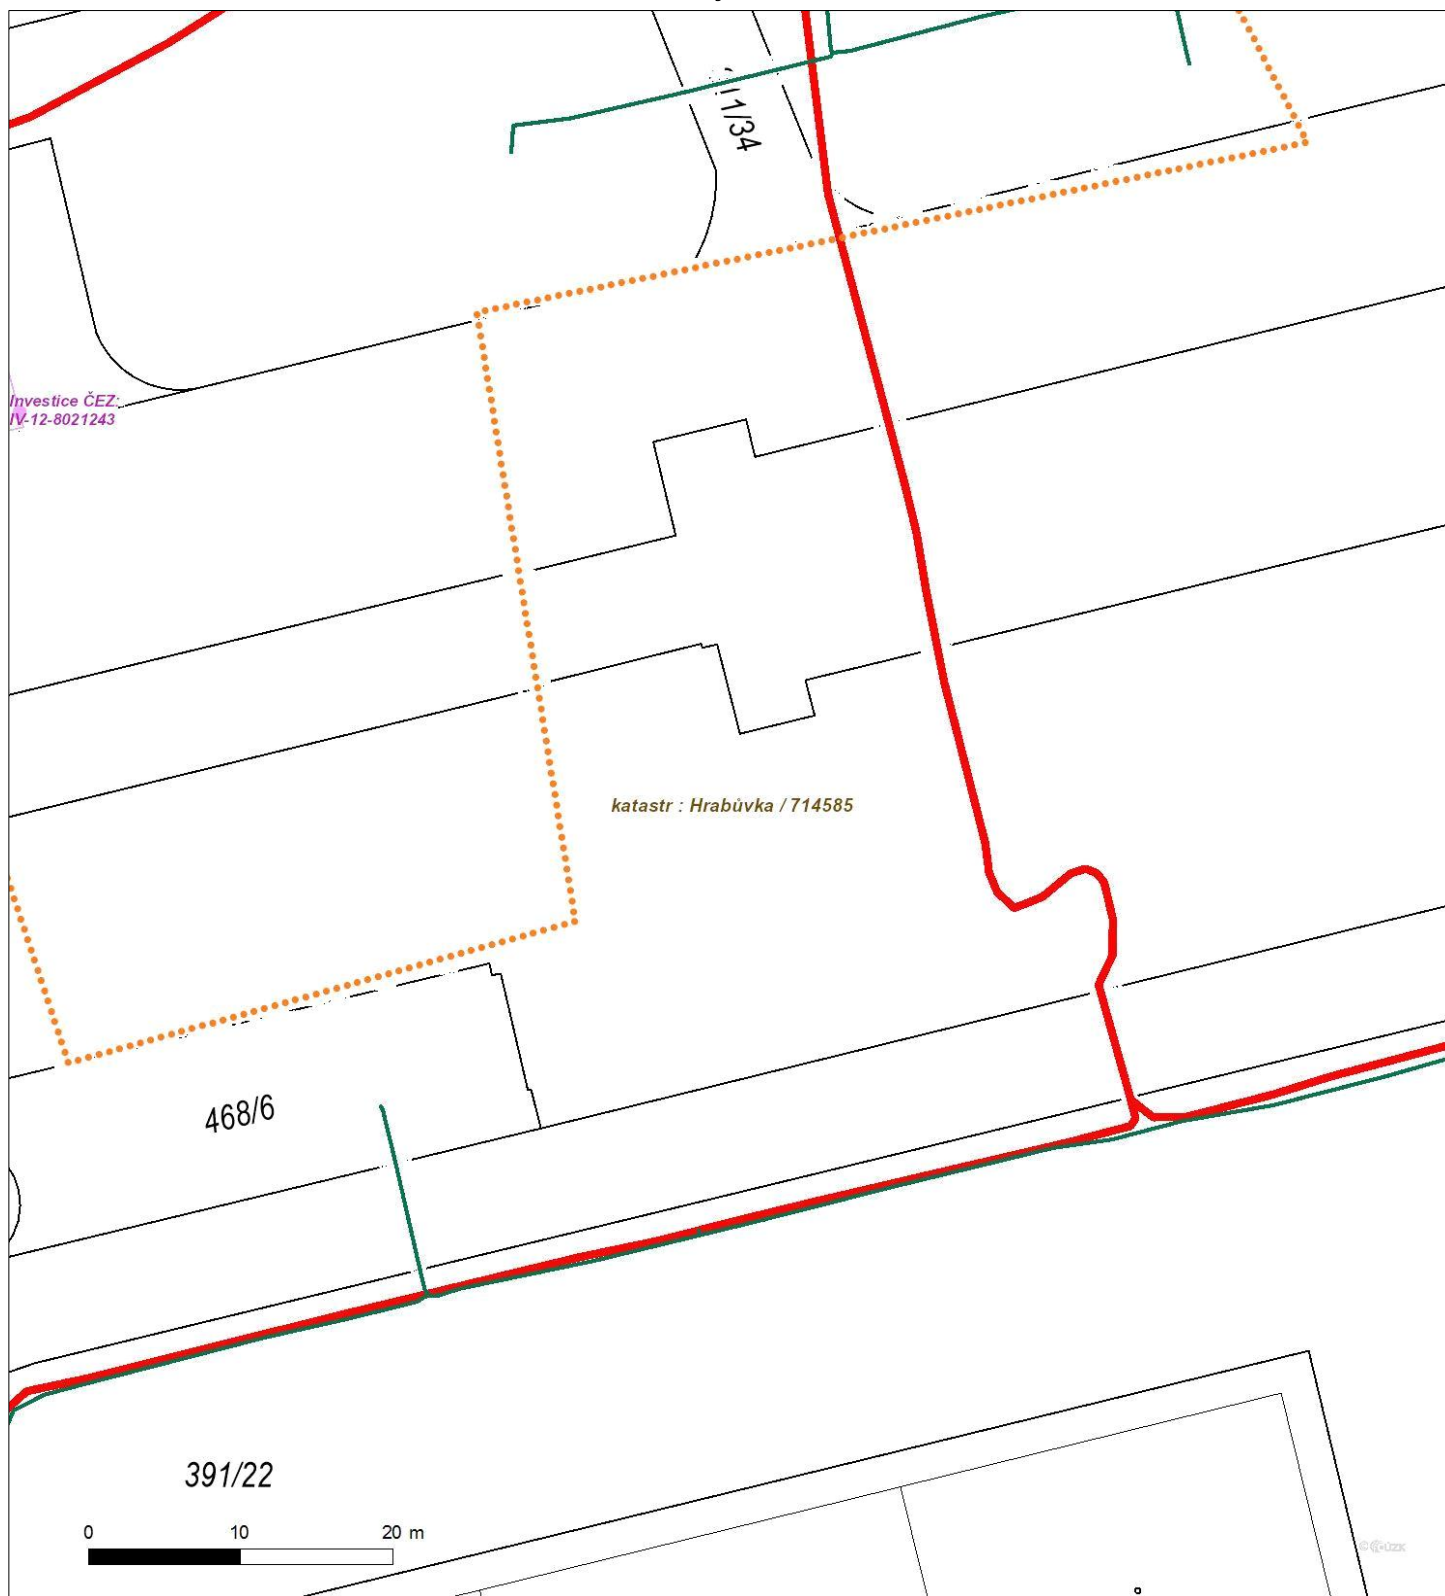 1/34
Investice ČEZ:
IV-12-8021243
katastr : Hrabůvka / 714585
468/6
391/22
0 10 20 m